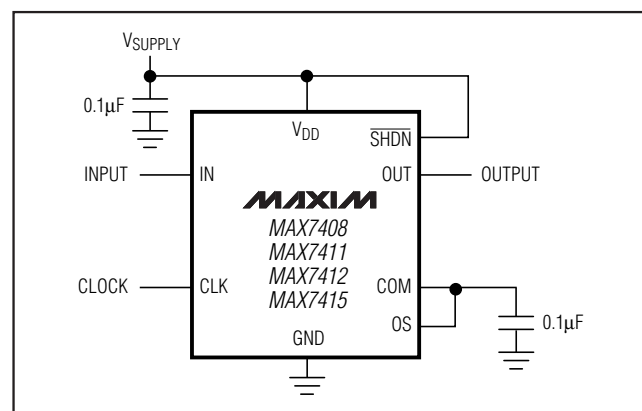 VSUPPLY
0.1µF
VDD
SHDN
INPUT
IN
OUT
OUTPUT
MAXIM
MAX7408
MAX7411
MAX7412
MAX7415
CLOCK
CLK
COM
OS
0.1µF
GND